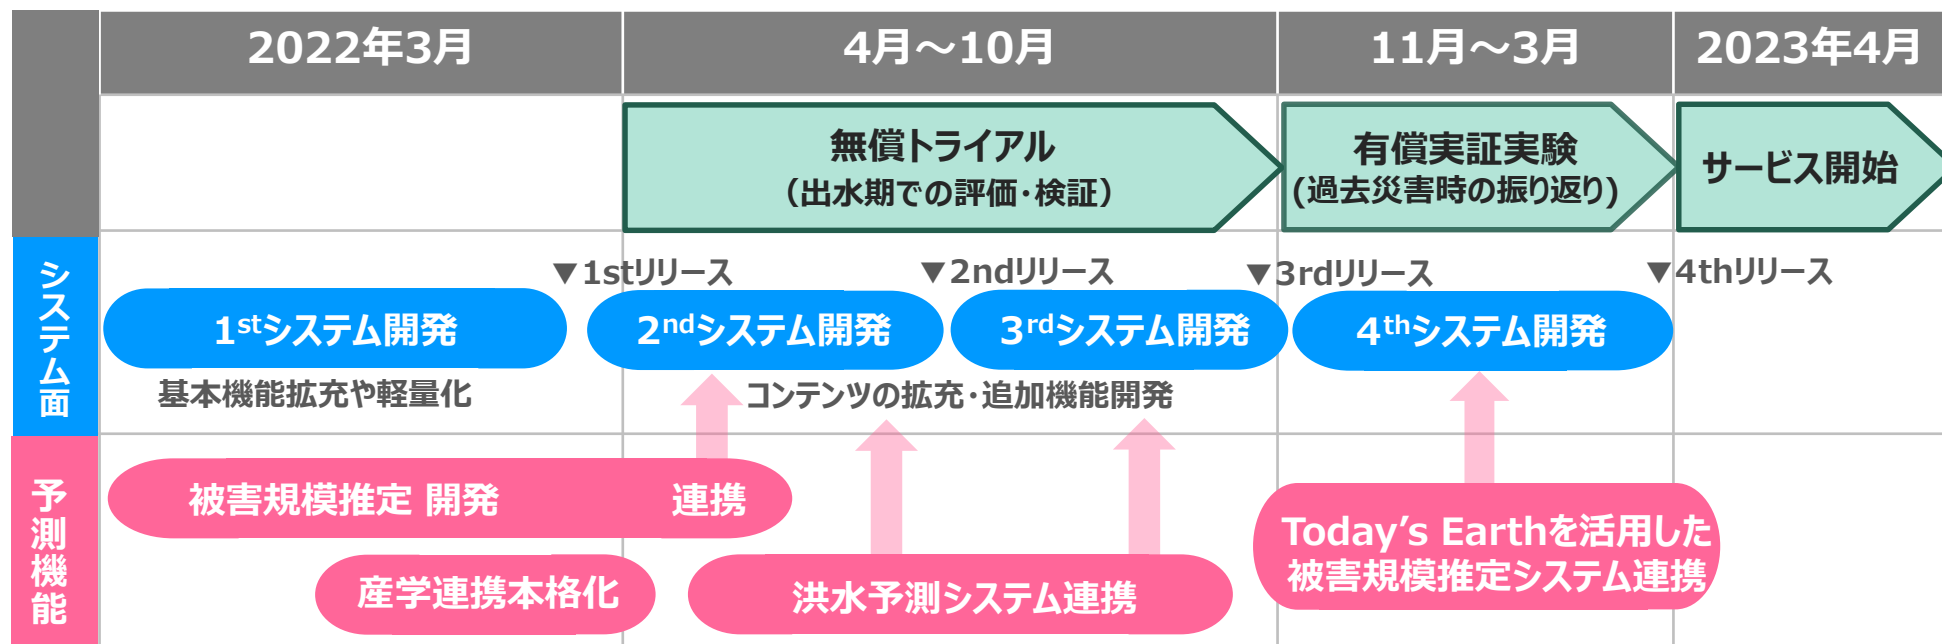 2022年3月
4月～10月
11月～3月
2023年4月
無償トライアル
（出水期での評価・検証）
有償実証実験
(過去災害時の振り返り)
サービス開始
システム面
▼1stリリース
▼2ndリリース
▼3rdリリース
▼4thリリース
1stシステム開発
2ndシステム開発
3rdシステム開発
4thシステム開発
基本機能拡充や軽量化
コンテンツの拡充・追加機能開発
予測機能
被害規模推定 開発
連携
産学連携本格化
洪水予測システム連携
Today's Earthを活用した
被害規模推定システム連携